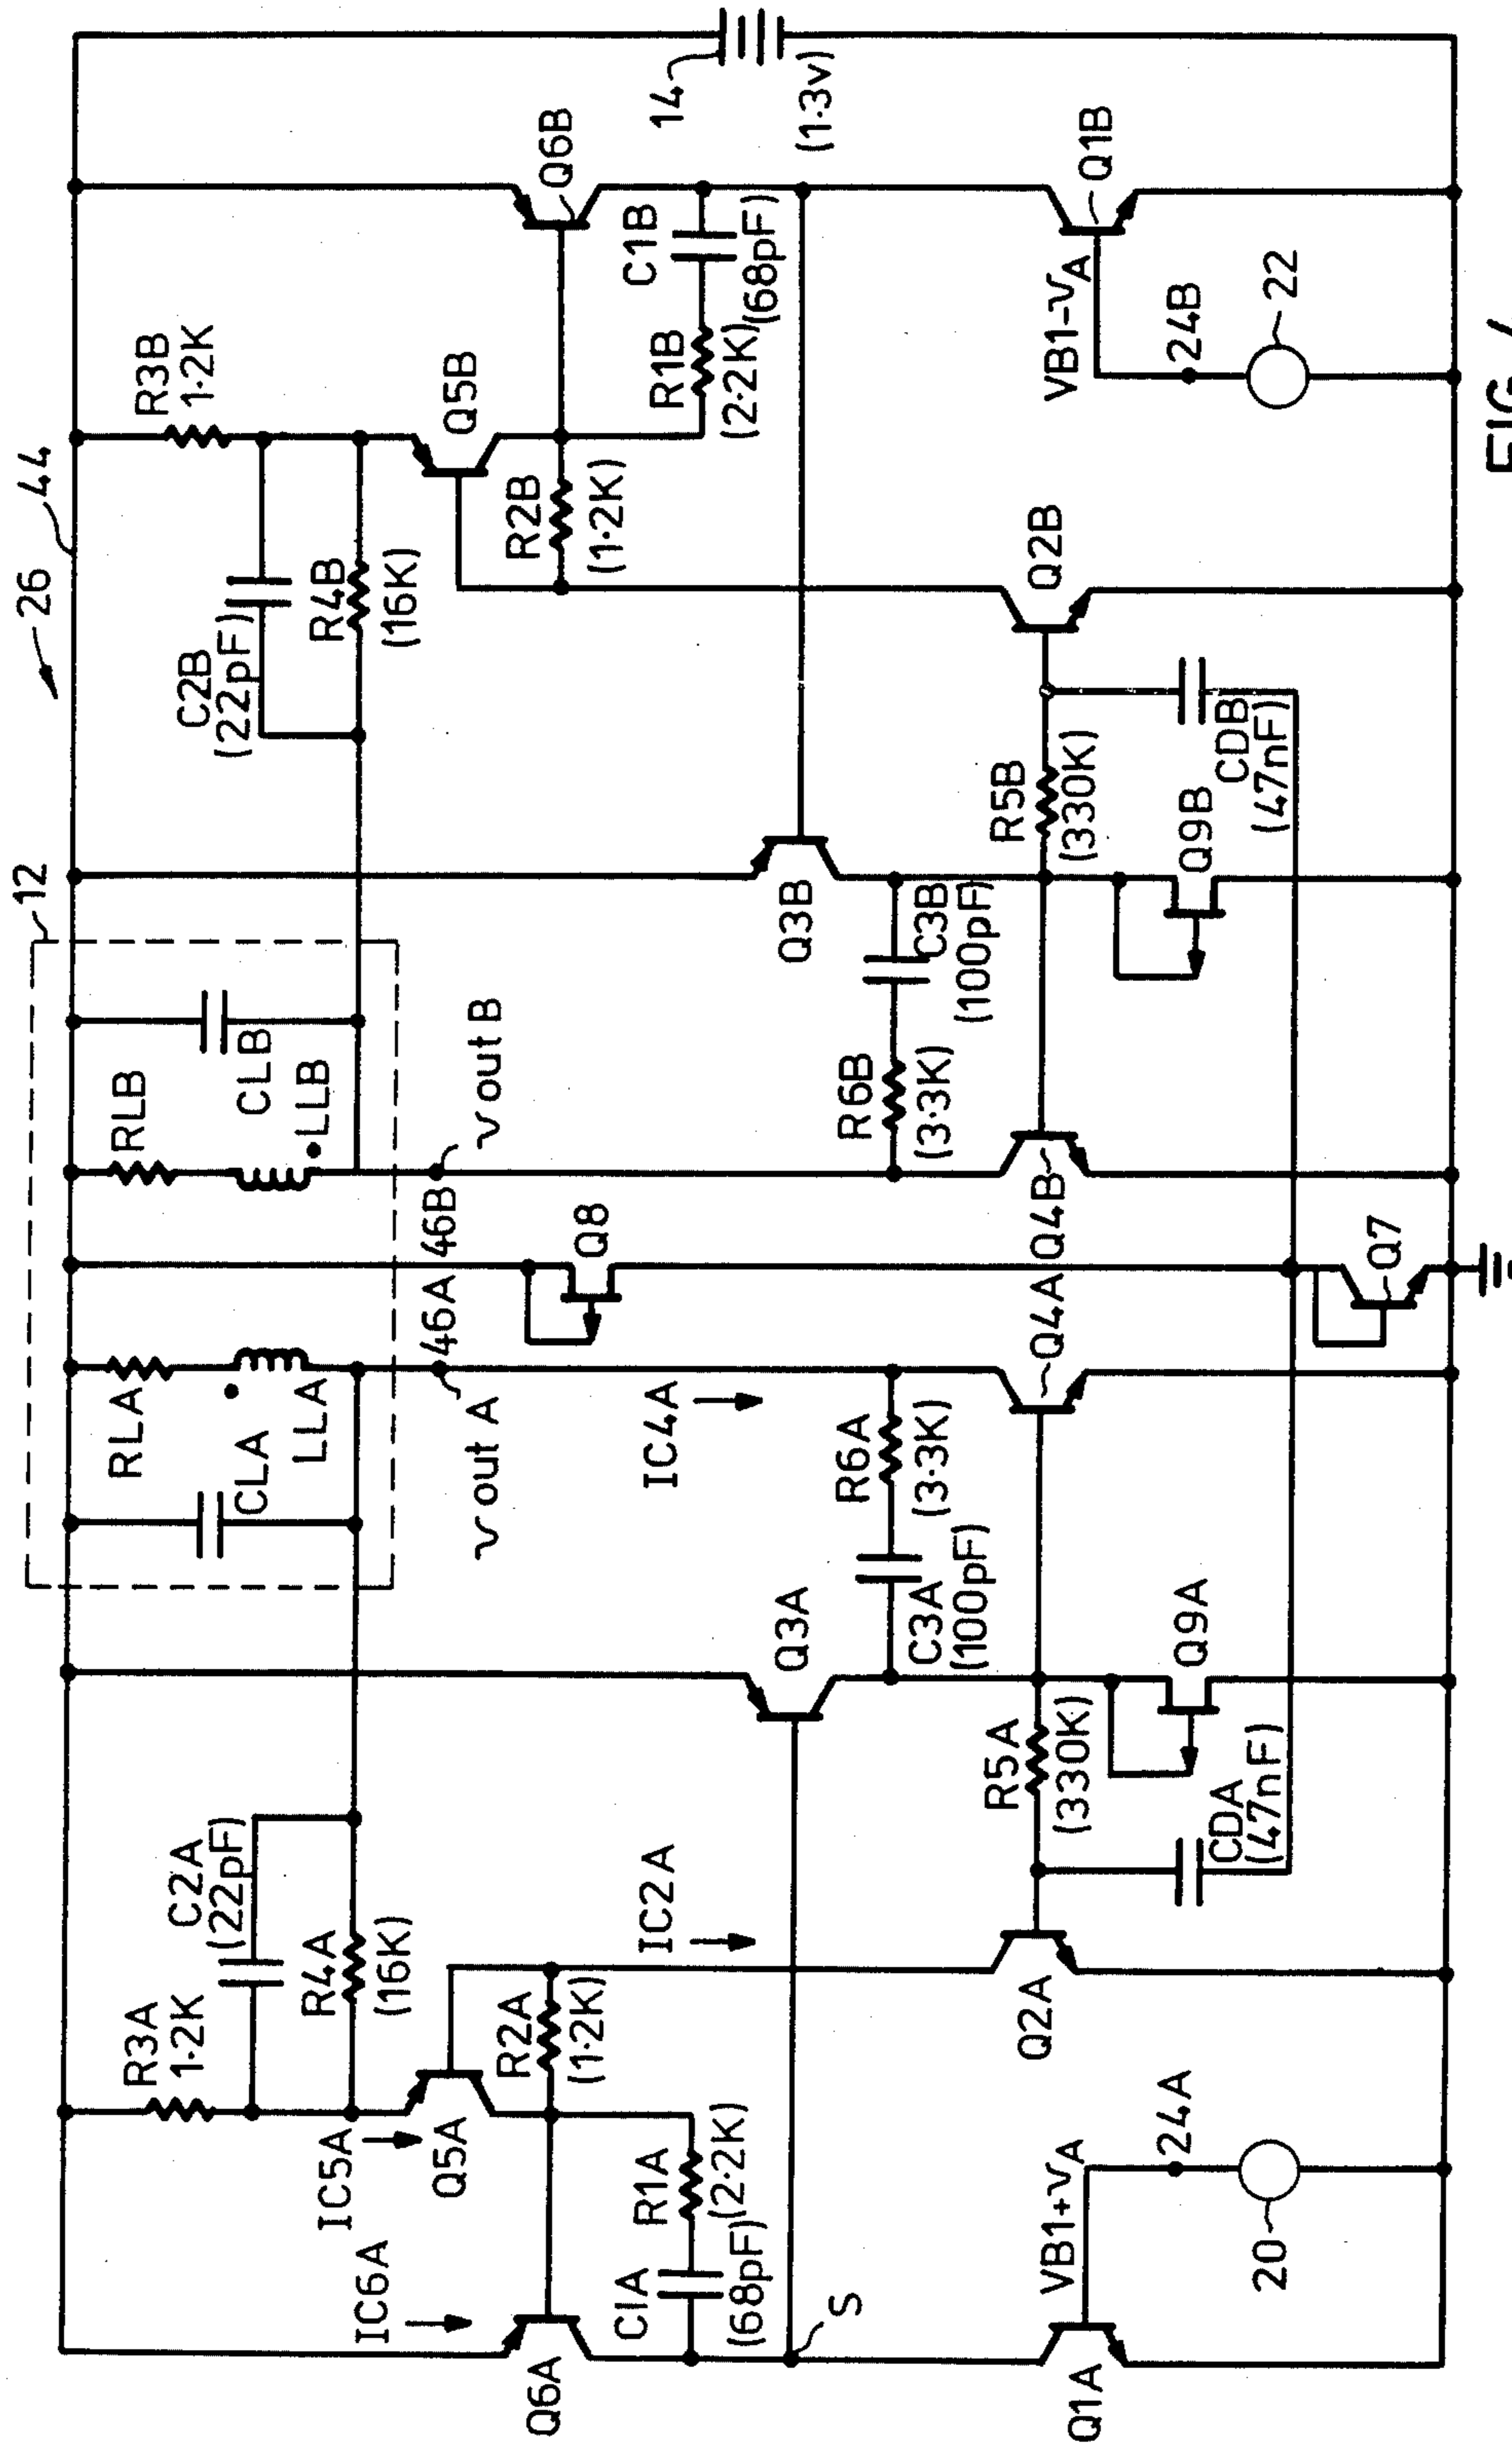 26
44
12
R3A
1·2K
C2A
(22pF)
R4A
(16K)
RLA
CLA
LLA
RLB
CLB
LLB
C2B
(22pF)
R4B
(16K)
R3B
1·2K
IC6A
IC5A
Q6A
Q5A
R2A
(1·2K)
R1A
(2·2K)
C1A
(68pF)
S
IC2A
Q3A
v out A
46A
46B
v out B
Q8
IC4A
R6A
(3·3K)
C3A
(100pF)
R6B
(3·3K)
C3B
(100pF)
Q3B
Q5B
R2B
(1·2K)
R1B
(2·2K)
C1B
(68pF)
Q6B
14
(1·3v)
Q1A
VB1+vA
24A
20
Q2A
R5A
(330K)
CDA
(47nF)
Q9A
Q4A
Q4B
Q7
R5B
(330K)
Q9B
CDB
(47nF)
Q2B
VB1-vA
24B
22
Q1B
FIG